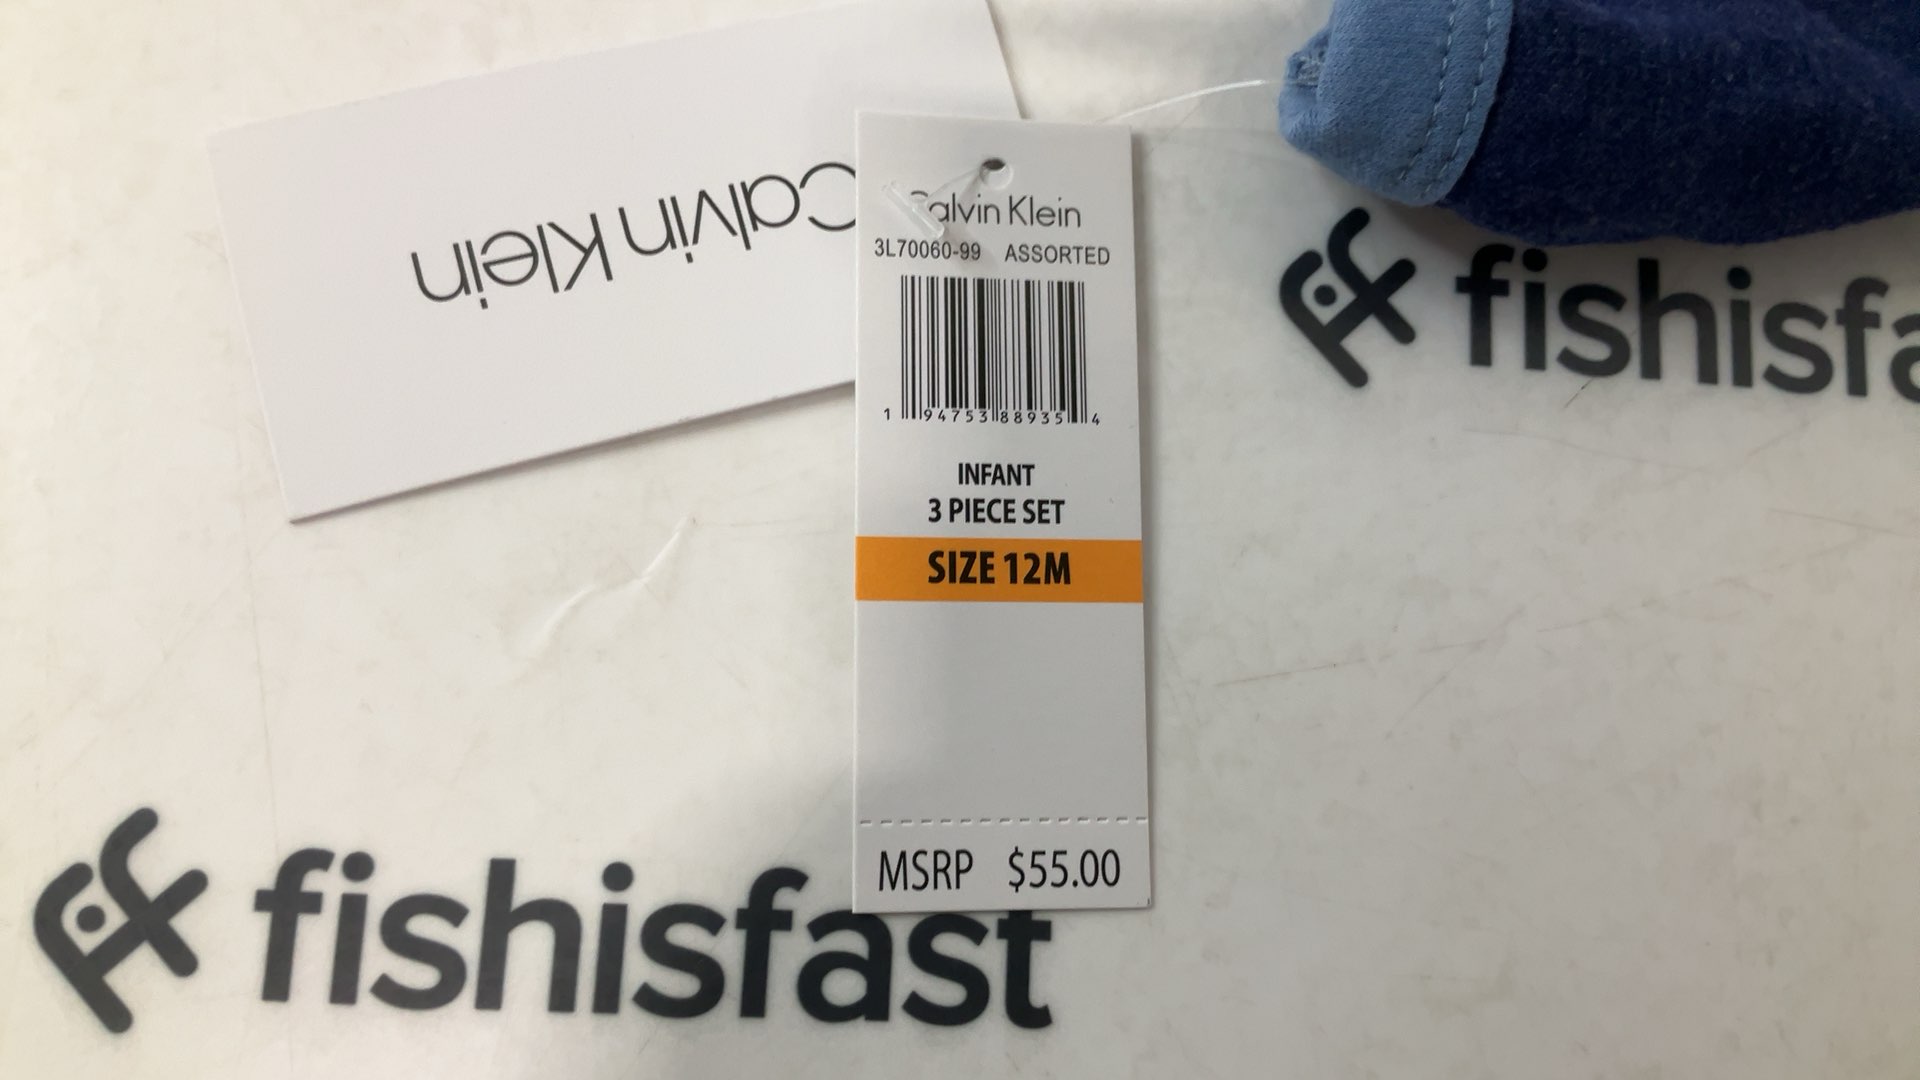 Calvin Klein
Calvin Klein
3L70060-99 ASSORTED
1 94753 88935 4
INFANT
3 PIECE SET
SIZE 12M
MSRP $55.00
fishisfa
fishisfast